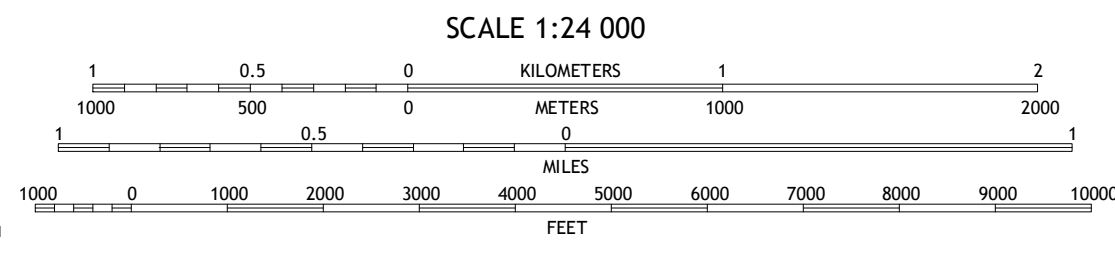 SCALE 1:24 000
1 0.5 0 KILOMETERS 1 2
1000 500 0 METERS 1000 2000
1 0.5 0 1
MILES
1000 0 1000 2000 3000 4000 5000 6000 7000 8000 9000 10000
FEET